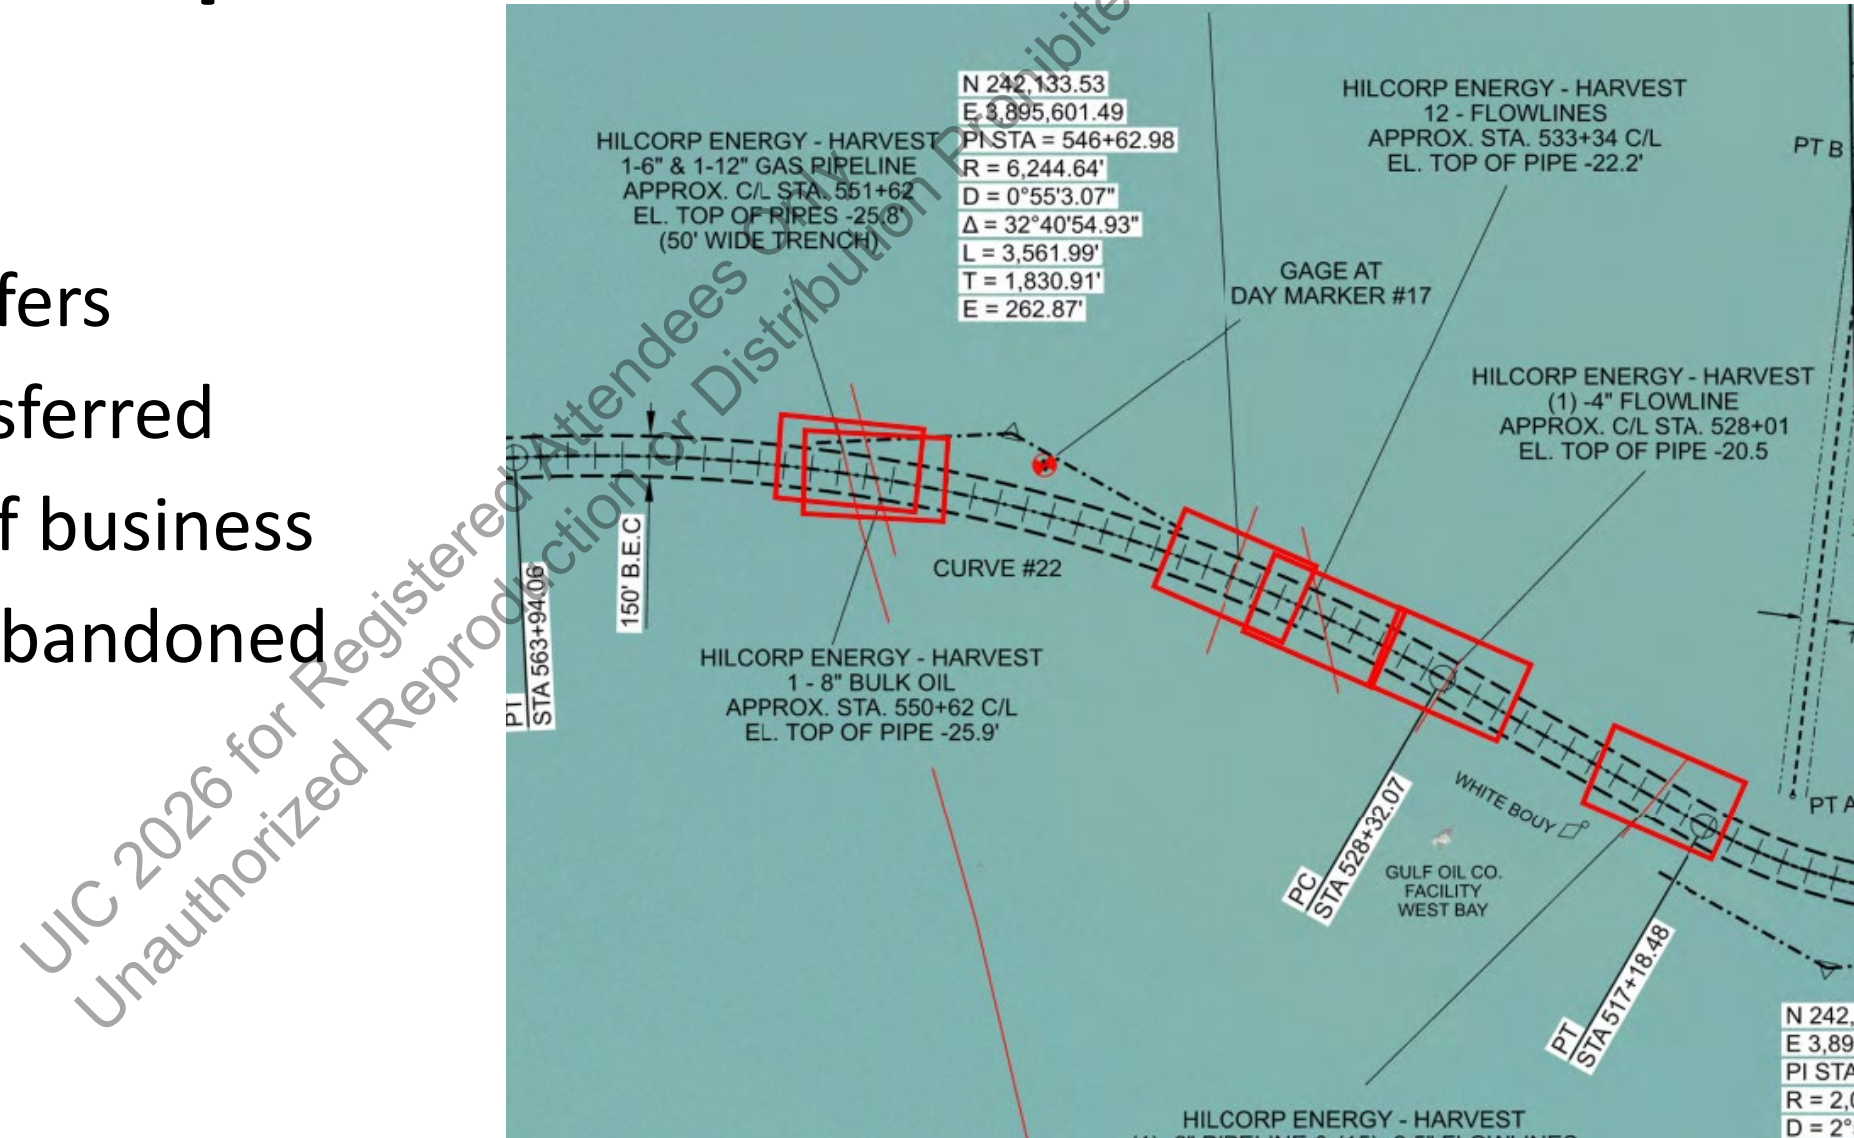 fers
sferred
f business
bandoned
UIC 2026 for Registered Attendees Only
Unauthorized Reproduction or Distribution Prohibite
HILCORP ENERGY - HARVEST
1-6" & 1-12" GAS PIPELINE
APPROX. C/L STA. 551+62
EL. TOP OF PIPES -25.8'
(50' WIDE TRENCH)
N 242,133.53
E 3,895,601.49
PI STA = 546+62.98
R = 6,244.64'
D = 0°55'3.07"
Δ = 32°40'54.93"
L = 3,561.99'
T = 1,830.91'
E = 262.87'
HILCORP ENERGY - HARVEST
12 - FLOWLINES
APPROX. STA. 533+34 C/L
EL. TOP OF PIPE -22.2'
PT B
GAGE AT
DAY MARKER #17
HILCORP ENERGY - HARVEST
(1) -4" FLOWLINE
APPROX. C/L STA. 528+01
EL. TOP OF PIPE -20.5
150' B.E.C
CURVE #22
PT
STA 563+94.06
HILCORP ENERGY - HARVEST
1 - 8" BULK OIL
APPROX. STA. 550+62 C/L
EL. TOP OF PIPE -25.9'
PC
STA 528+32.07
WHITE BOUY
GULF OIL CO.
FACILITY
WEST BAY
PT A
PT
STA 517+18.48
N 242,
E 3,89
PI STA
R = 2,0
D = 2°
HILCORP ENERGY - HARVEST